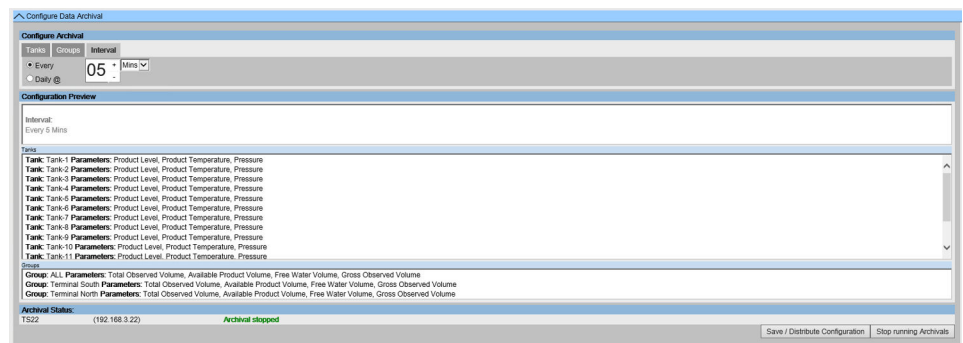 Configure Data Archival
Configure Archival
Tanks Groups Interval
Every 05 + Mins
Daily @ -
Configuration Preview
Interval:
Every 5 Mins
Tanks
Tank: Tank-1 Parameters: Product Level, Product Temperature, Pressure
Tank: Tank-2 Parameters: Product Level, Product Temperature, Pressure
Tank: Tank-3 Parameters: Product Level, Product Temperature, Pressure
Tank: Tank-4 Parameters: Product Level, Product Temperature, Pressure
Tank: Tank-5 Parameters: Product Level, Product Temperature, Pressure
Tank: Tank-6 Parameters: Product Level, Product Temperature, Pressure
Tank: Tank-7 Parameters: Product Level, Product Temperature, Pressure
Tank: Tank-8 Parameters: Product Level, Product Temperature, Pressure
Tank: Tank-9 Parameters: Product Level, Product Temperature, Pressure
Tank: Tank-10 Parameters: Product Level, Product Temperature, Pressure
Tank: Tank-11 Parameters: Product Level, Product Temperature, Pressure
Groups
Group: ALL Parameters: Total Observed Volume, Available Product Volume, Free Water Volume, Gross Observed Volume
Group: Terminal South Parameters: Total Observed Volume, Available Product Volume, Free Water Volume, Gross Observed Volume
Group: Terminal North Parameters: Total Observed Volume, Available Product Volume, Free Water Volume, Gross Observed Volume
Archival Status:
TS22 (192.168.3.22) Archival stopped
Save / Distribute Configuration Stop running Archivals